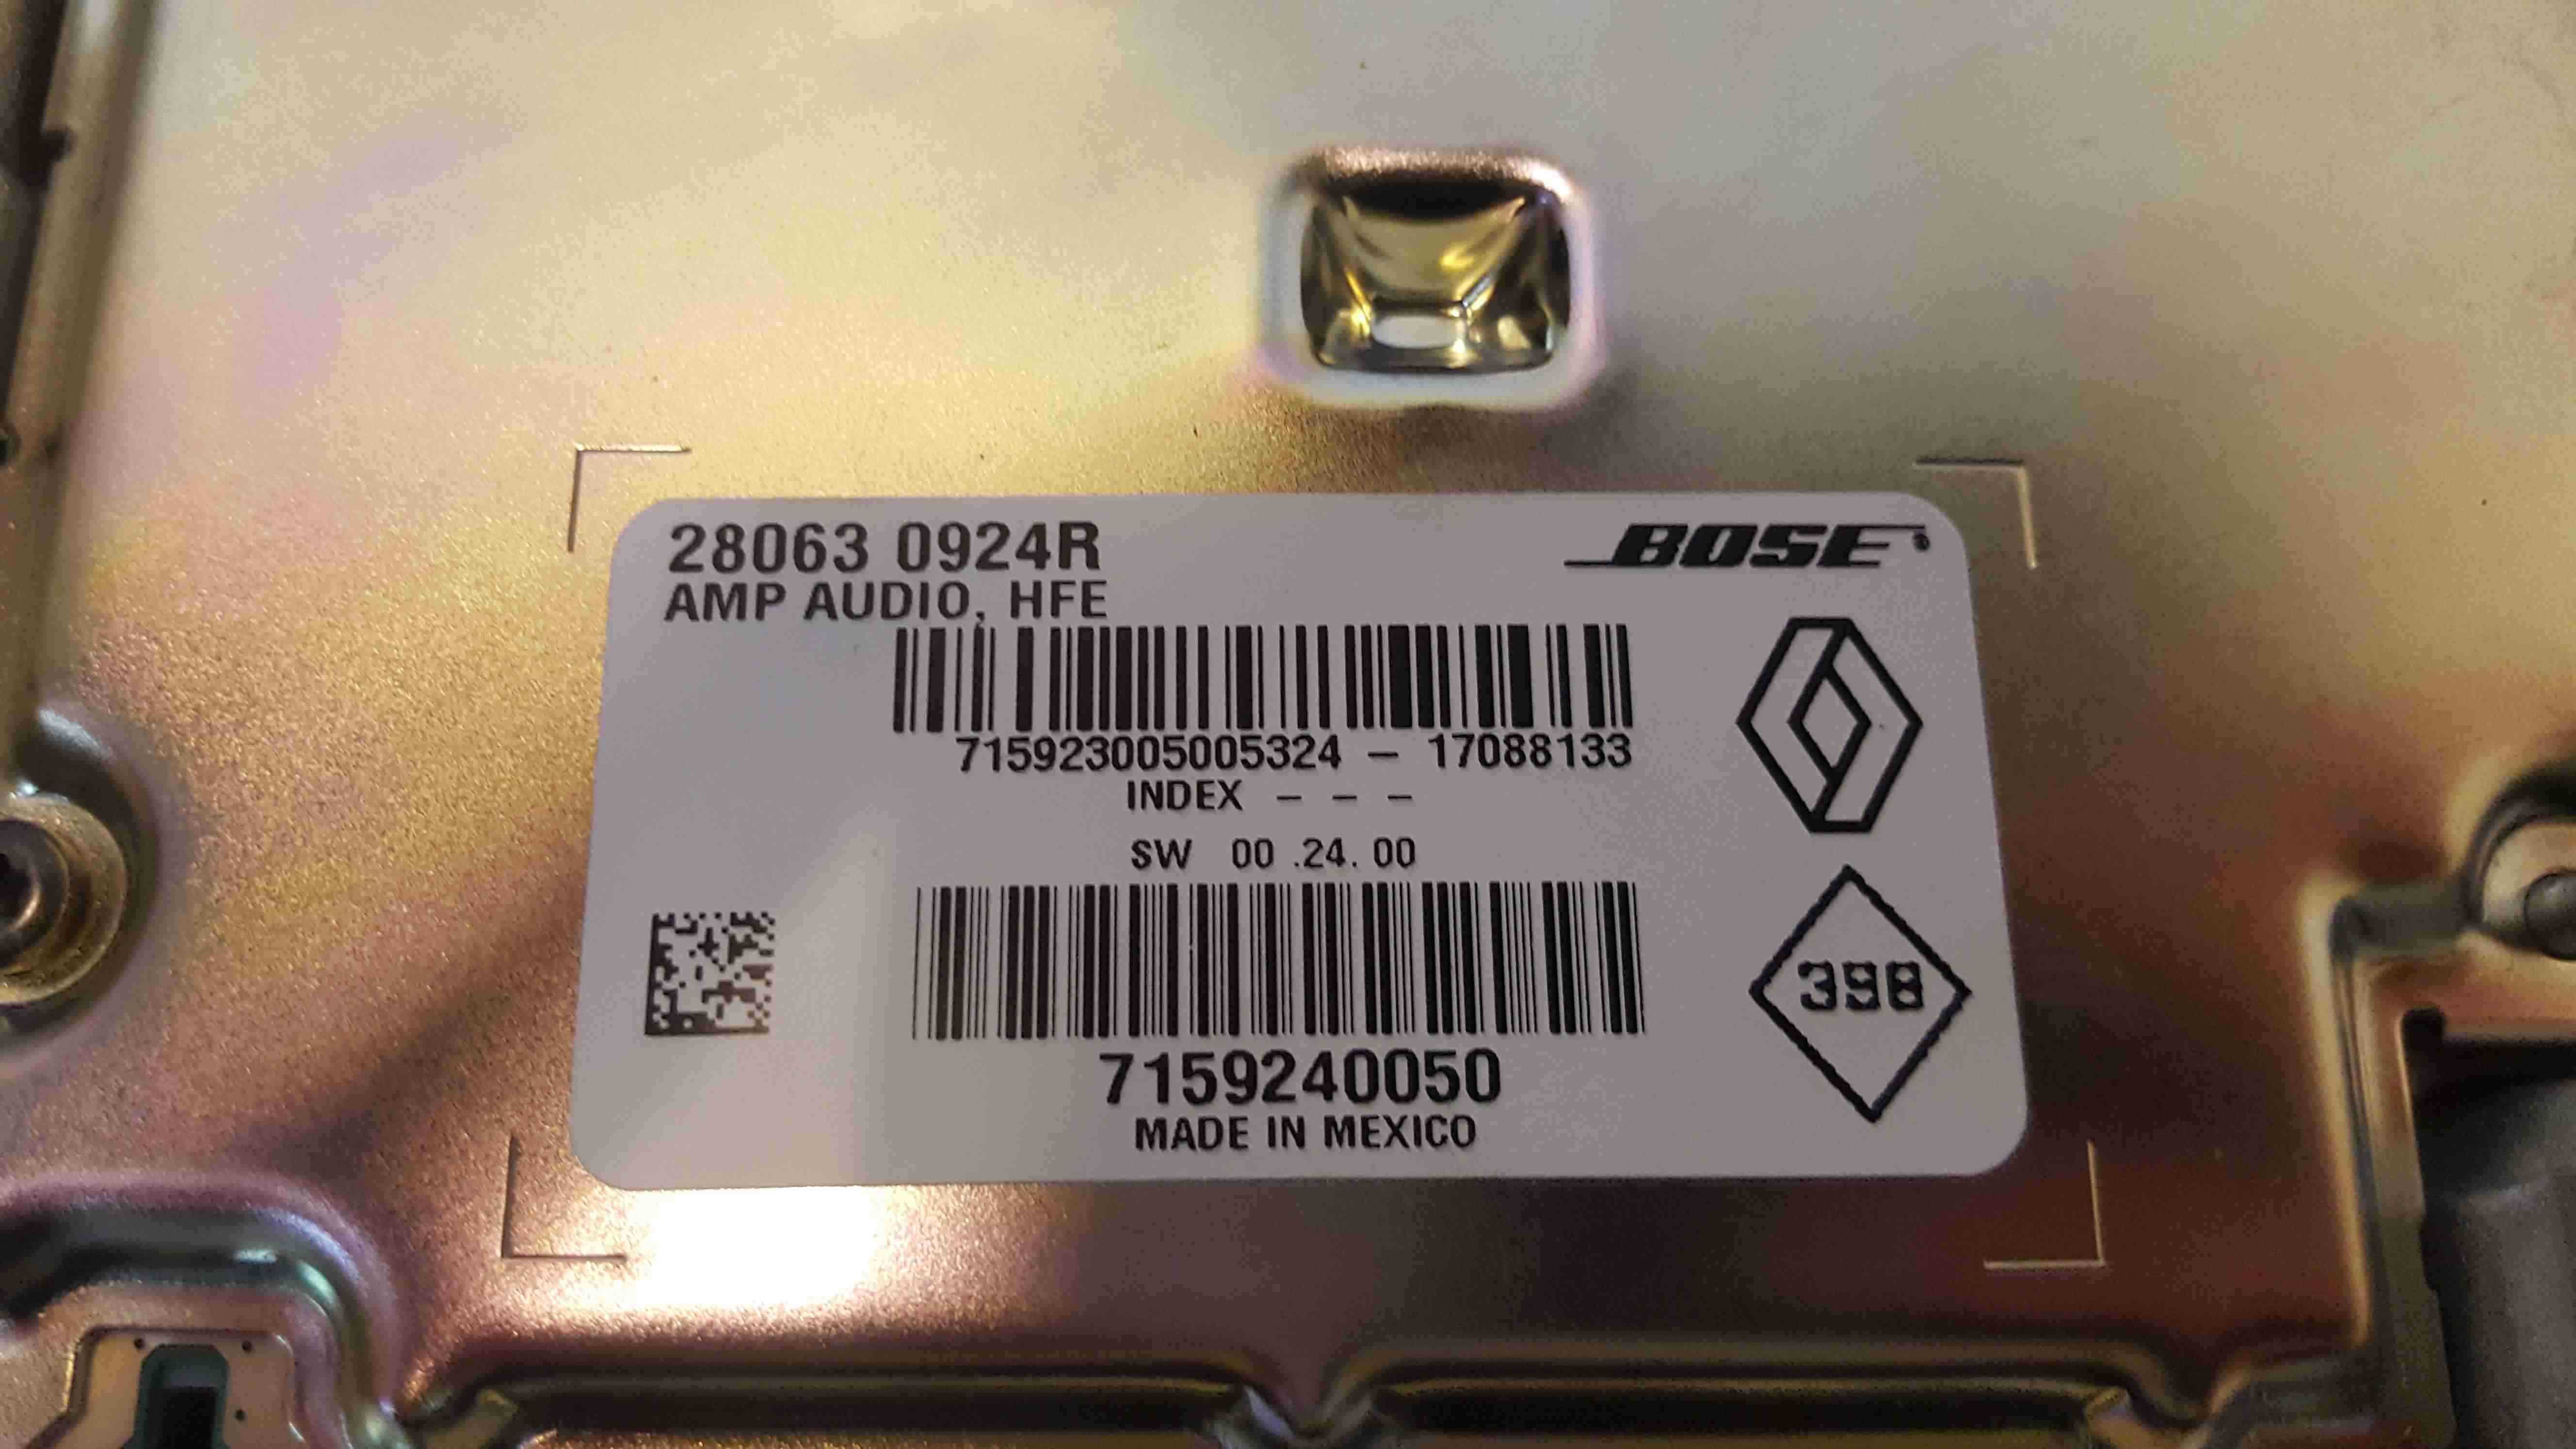 28063 0924R
BOSE®
AMP AUDIO, HFE
715923005005324 – 17088133
INDEX – – –
SW 00 .24. 00
398
7159240050
MADE IN MEXICO